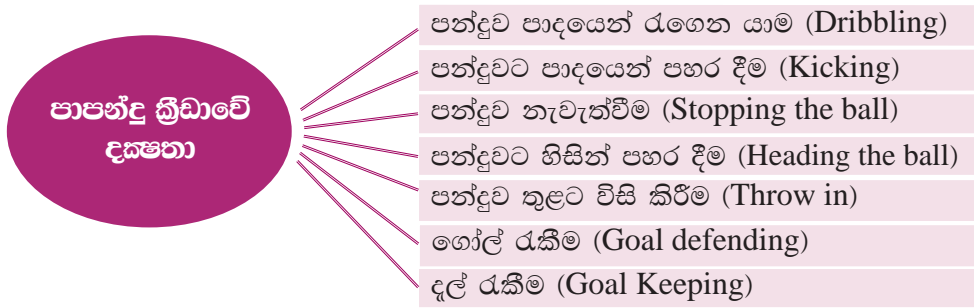 පාපන්දු ක්‍රීඩාවේ
දක්‍ෂතා
පන්දුව පාදයෙන් රැගෙන යාම (Dribbling)
පන්දුවට පාදයෙන් පහර දීම (Kicking)
පන්දුව නැවැත්වීම (Stopping the ball)
පන්දුවට හිසින් පහර දීම (Heading the ball)
පන්දුව තුළට විසි කිරීම (Throw in)
ගෝල් රැකීම (Goal defending)
දැල් රැකීම (Goal Keeping)